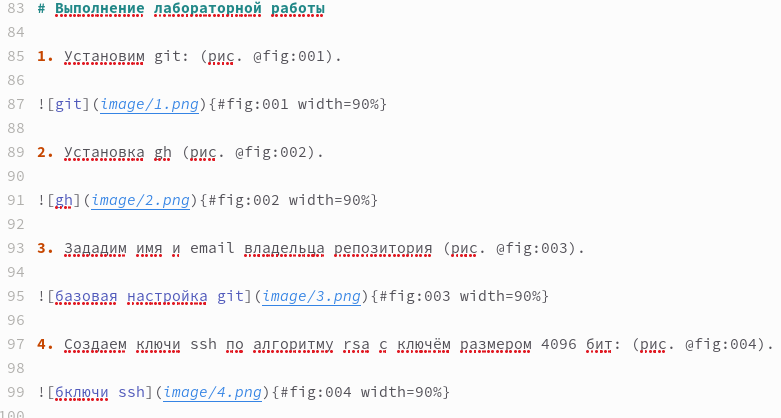 83 # Выполнение лабораторной работы
84
85 1. Установим git: (рис. @fig:001).
86
87 ![git](image/1.png){#fig:001 width=90%}
88
89 2. Установка gh (рис. @fig:002).
90
91 ![gh](image/2.png){#fig:002 width=90%}
92
93 3. Зададим имя и email владельца репозитория (рис. @fig:003).
94
95 ![базовая настройка git](image/3.png){#fig:003 width=90%}
96
97 4. Создаем ключи ssh по алгоритму rsa с ключём размером 4096 бит: (рис. @fig:004).
98
99 ![бключи ssh](image/4.png){#fig:004 width=90%}
100